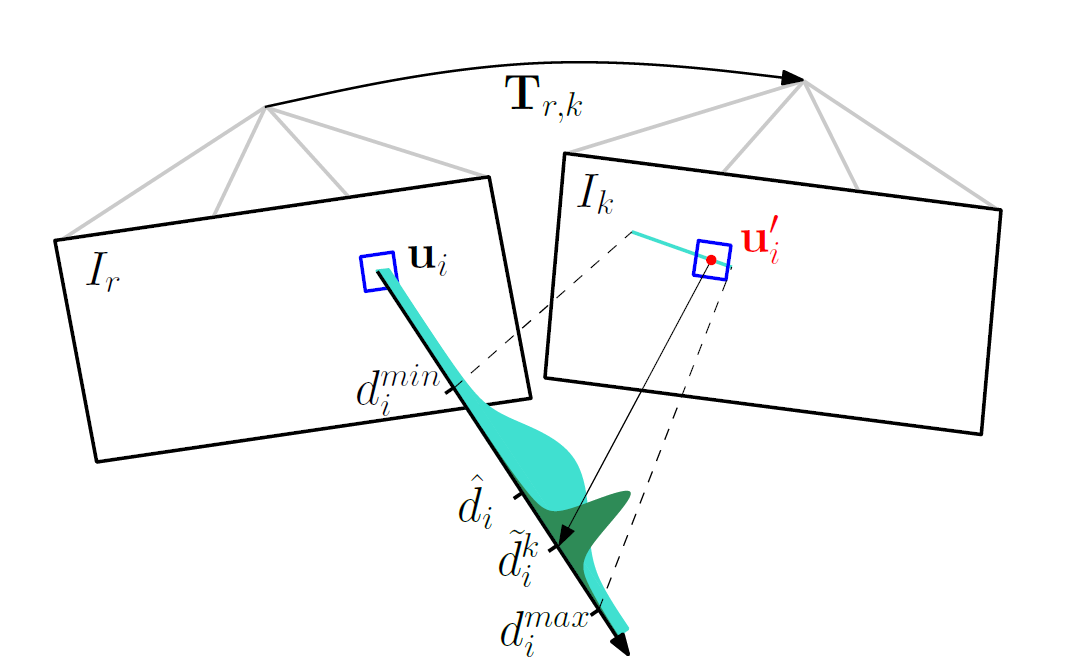 T_{r,k}
I_r
u_i
I_k
u'_i
d_i^{min}
\hat{d}_i
\tilde{d}_i^k
d_i^{max}